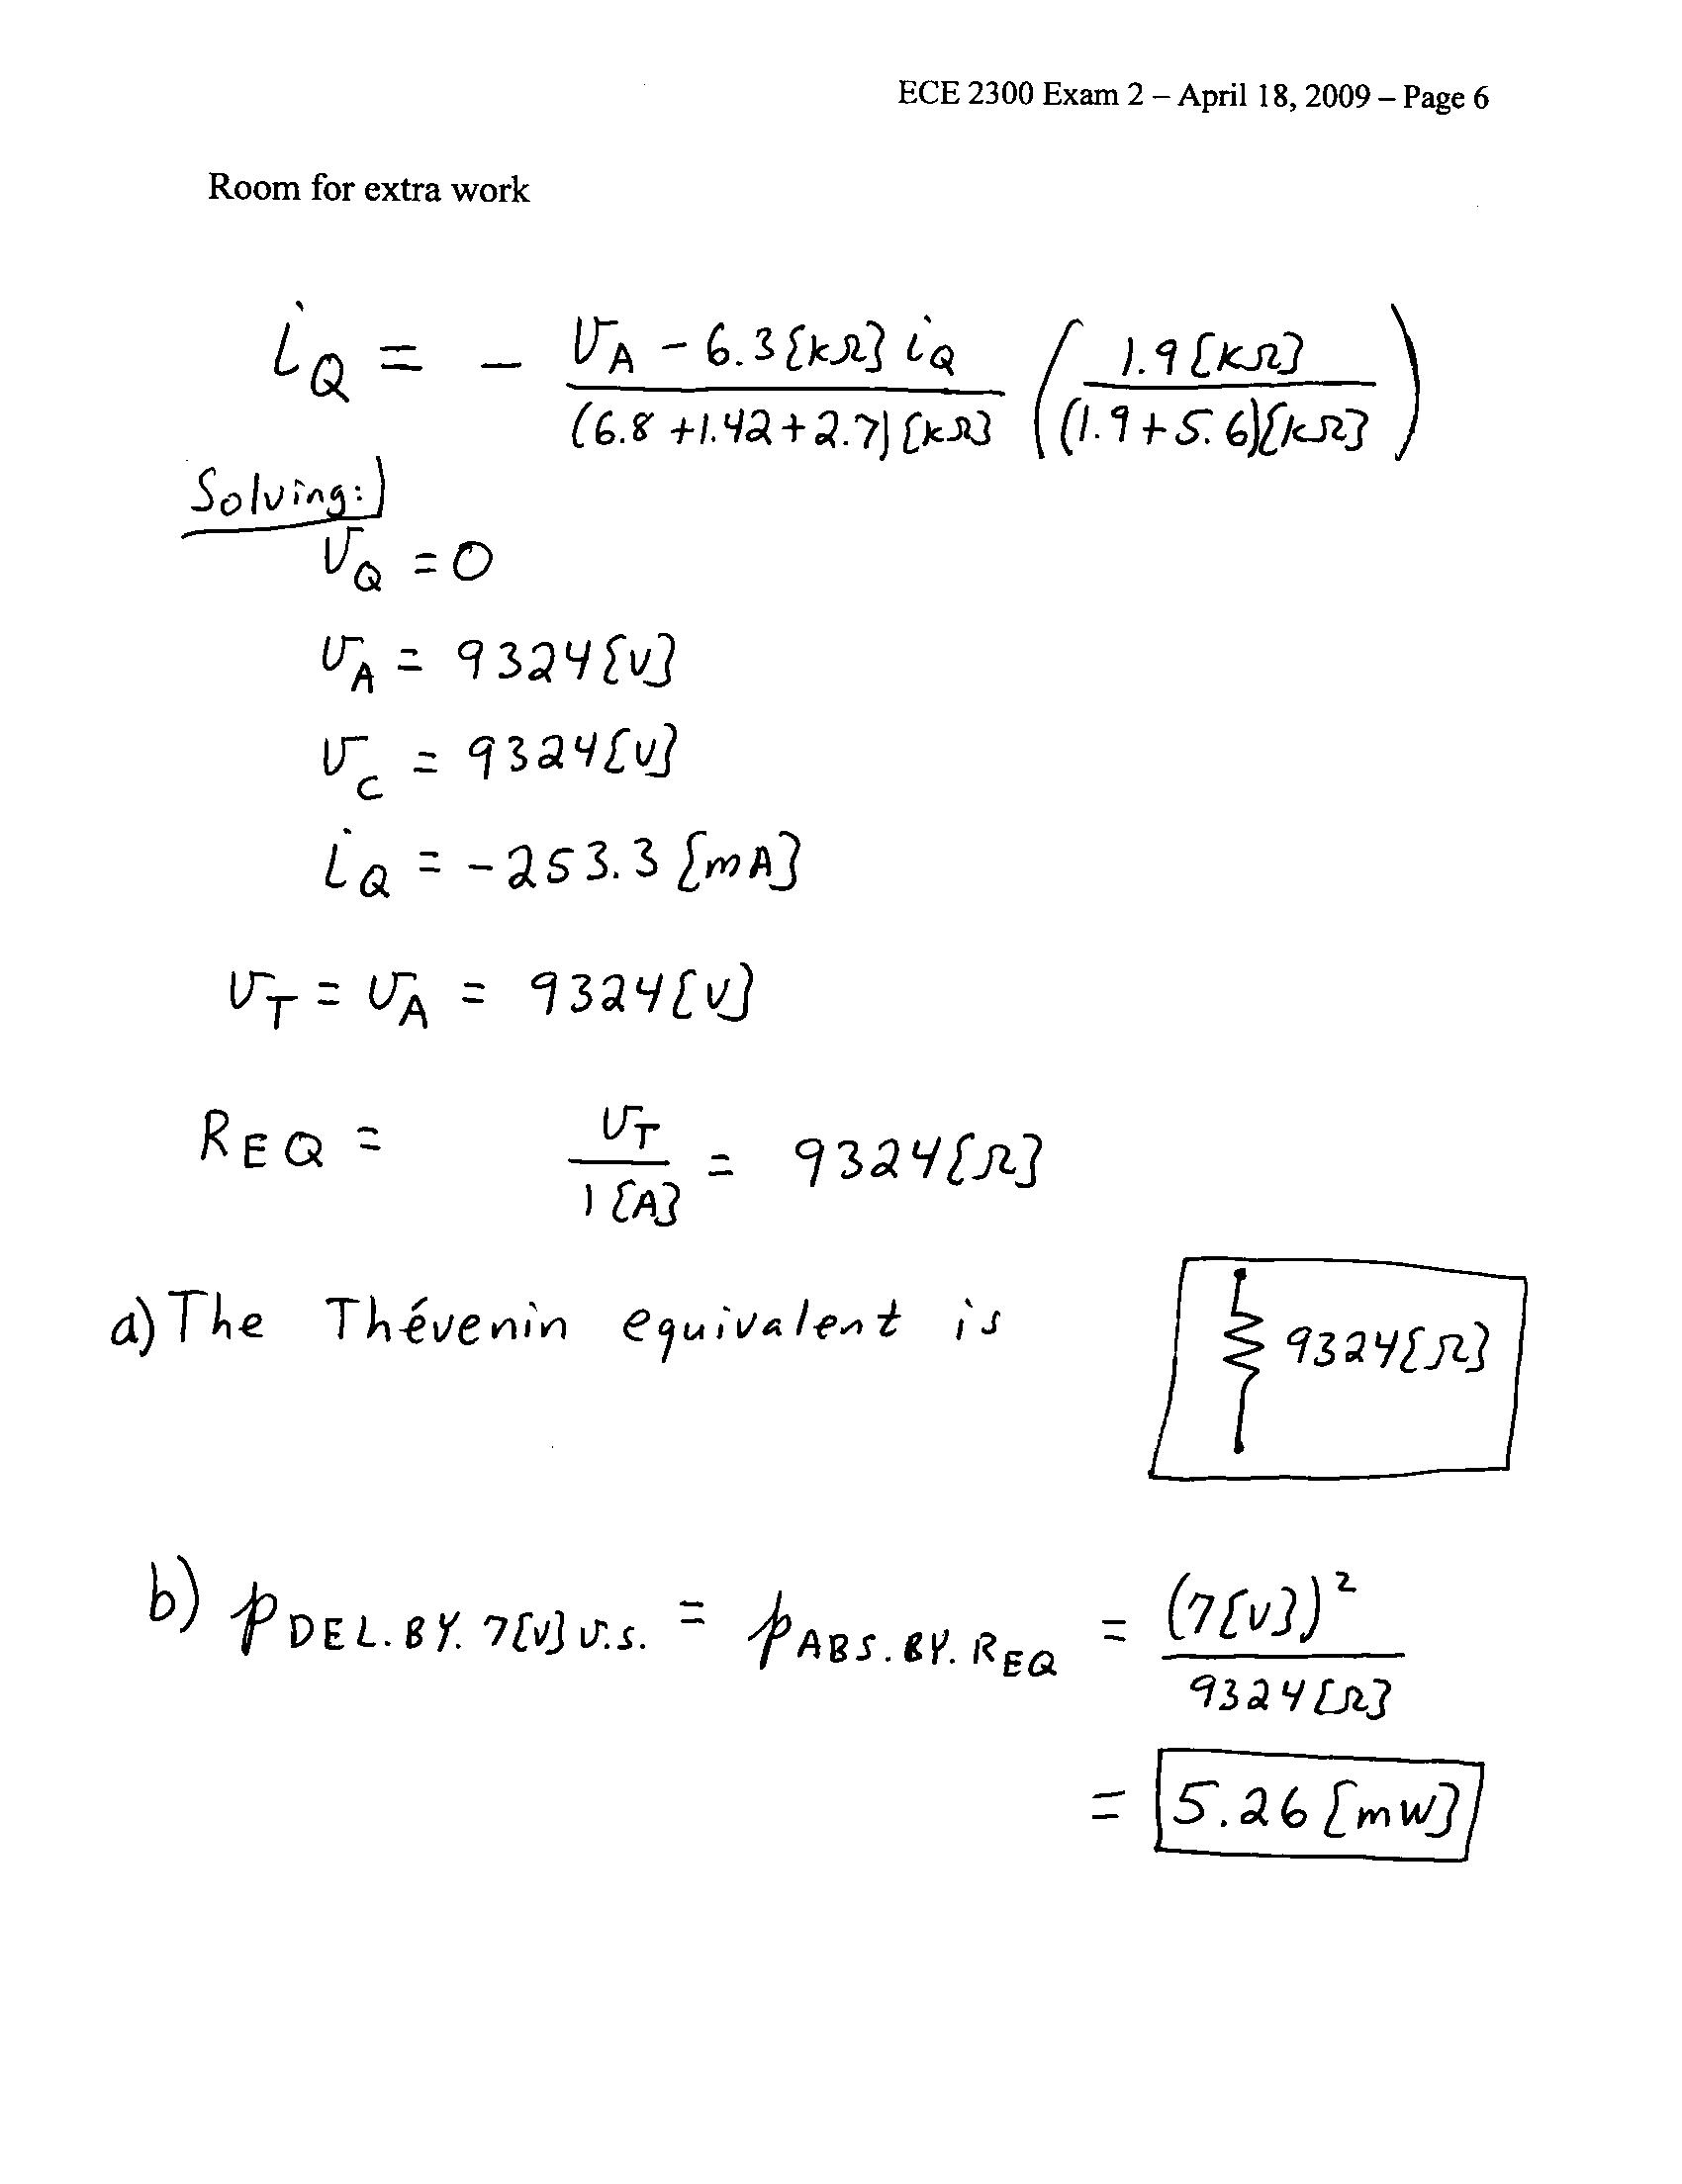 ECE 2300 Exam 2 – April 18, 2009 – Page 6
Room for extra work
i_Q = - (v_A - 6.3[kΩ] i_Q) / ((6.8 + 1.42 + 2.7)[kΩ]) (1.9[kΩ] / (1.9 + 5.6)[kΩ])
Solving:
v_Q = 0
v_A = 9324[V]
v_C = 9324[V]
i_Q = -253.3 [mA]
v_T = v_A = 9324[V]
R_EQ = v_T / 1[A] = 9324[Ω]
a) The Thévenin equivalent is
9324[Ω]
b) p_DEL.BY. 7[V] v.s. = p_ABS.BY. R_EQ = (7[V])² / 9324[Ω]
= 5.26 [mW]